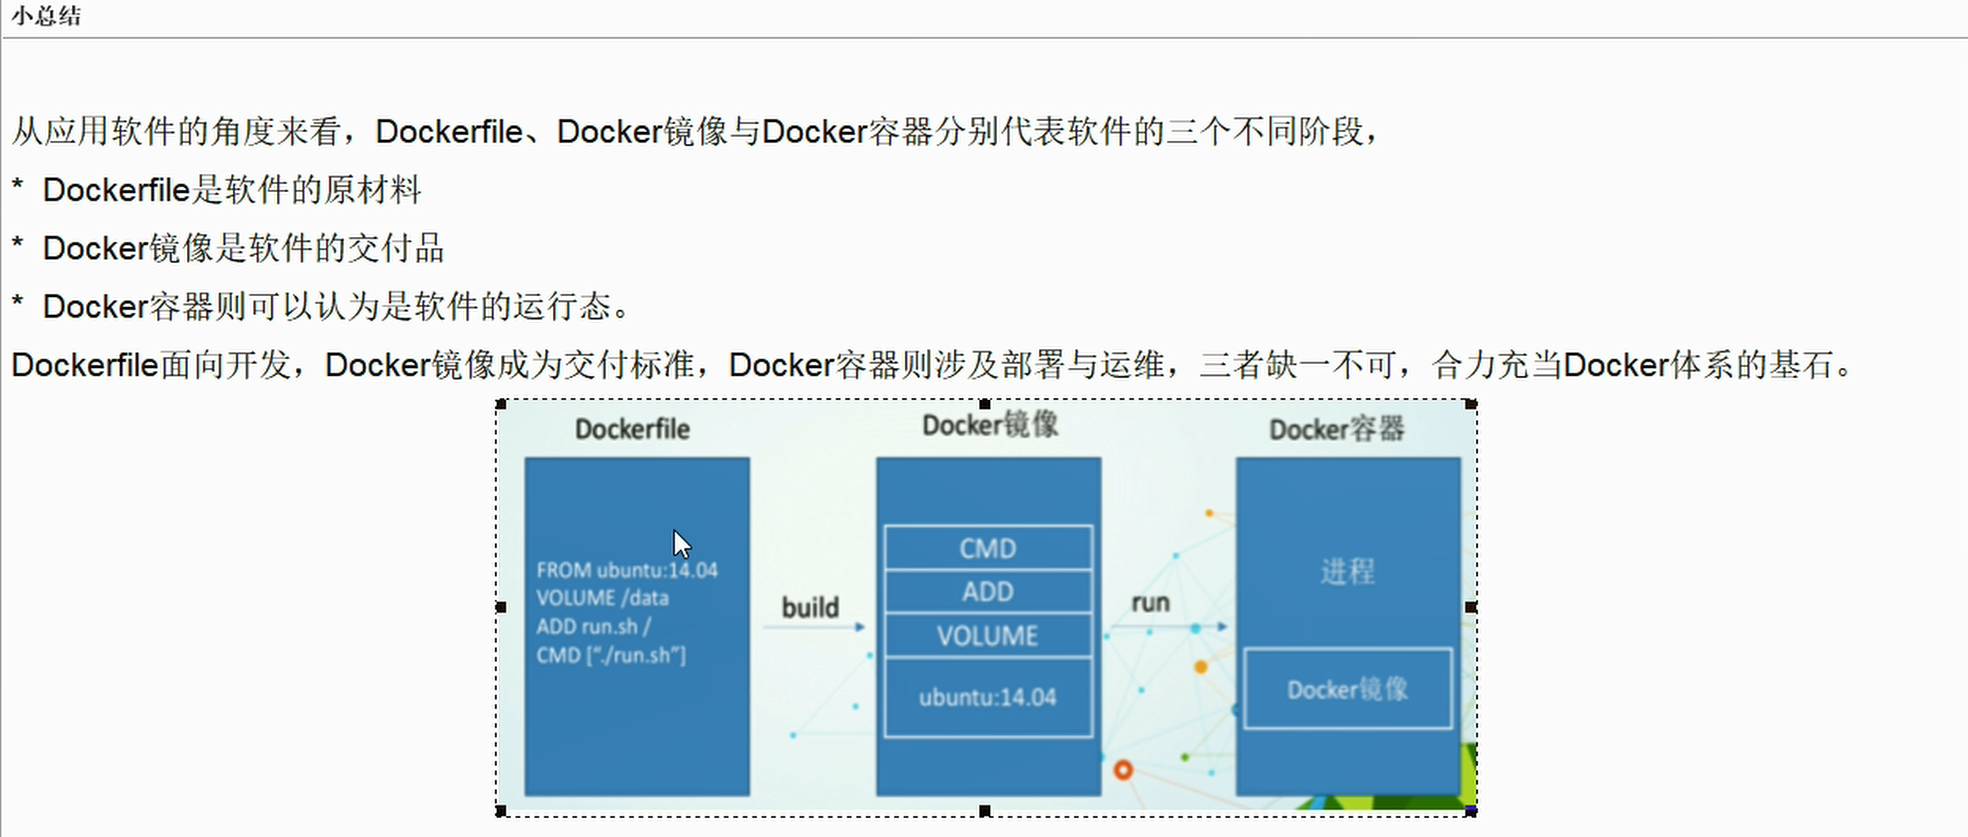 小总结
从应用软件的角度来看，Dockerfile、Docker镜像与Docker容器分别代表软件的三个不同阶段，
* Dockerfile是软件的原材料
* Docker镜像是软件的交付品
* Docker容器则可以认为是软件的运行态。
Dockerfile面向开发，Docker镜像成为交付标准，Docker容器则涉及部署与运维，三者缺一不可，合力充当Docker体系的基石。
Dockerfile
FROM ubuntu:14.04
VOLUME /data
ADD run.sh /
CMD [“./run.sh”]
build
Docker镜像
CMD
ADD
VOLUME
ubuntu:14.04
run
Docker容器
进程
Docker镜像